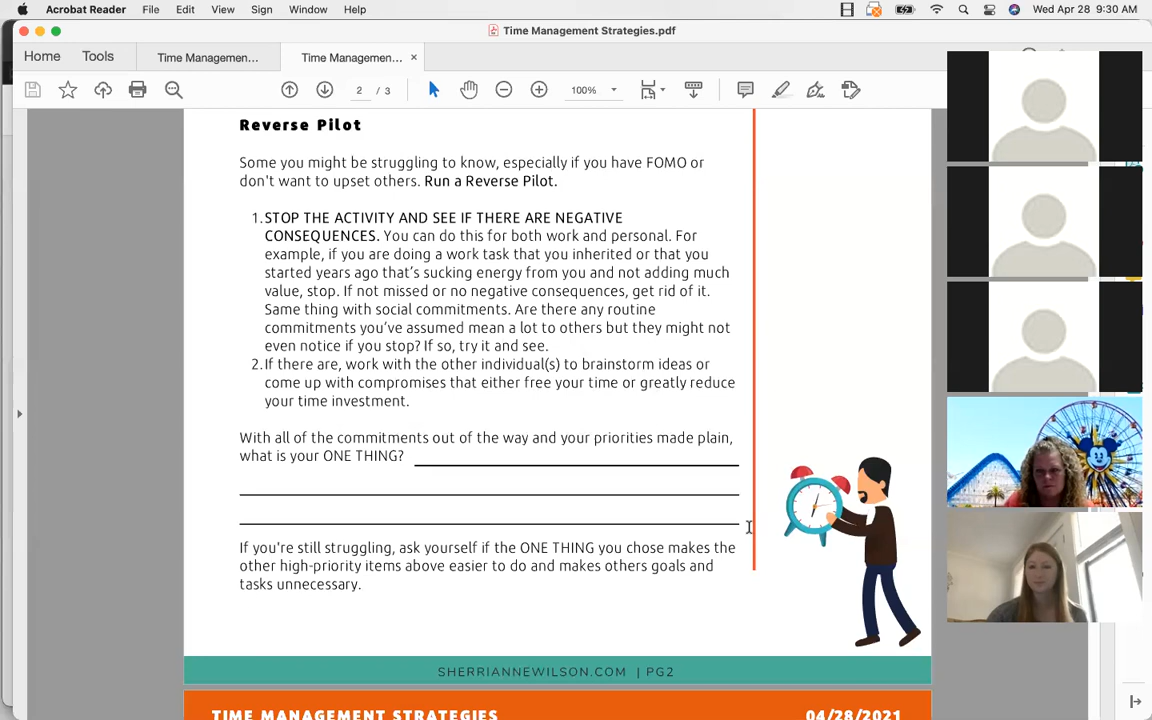 Acrobat Reader File Edit View Sign Window Help Wed Apr 28 9:30 AM
Time Management Strategies.pdf
Home Tools Time Managemen... Time Managemen... ×
2 / 3 100%
Reverse Pilot
Some you might be struggling to know, especially if you have FOMO or
don't want to upset others. Run a Reverse Pilot.
1. STOP THE ACTIVITY AND SEE IF THERE ARE NEGATIVE
CONSEQUENCES. You can do this for both work and personal. For
example, if you are doing a work task that you inherited or that you
started years ago that's sucking energy from you and not adding much
value, stop. If not missed or no negative consequences, get rid of it.
Same thing with social commitments. Are there any routine
commitments you've assumed mean a lot to others but they might not
even notice if you stop? If so, try it and see.
2. If there are, work with the other individual(s) to brainstorm ideas or
come up with compromises that either free your time or greatly reduce
your time investment.
With all of the commitments out of the way and your priorities made plain,
what is your ONE THING?
If you're still struggling, ask yourself if the ONE THING you chose makes the
other high-priority items above easier to do and makes others goals and
tasks unnecessary.
SHERRIANNEWILSON.COM | PG2
TIME MANAGEMENT STRATEGIES 04/28/2021